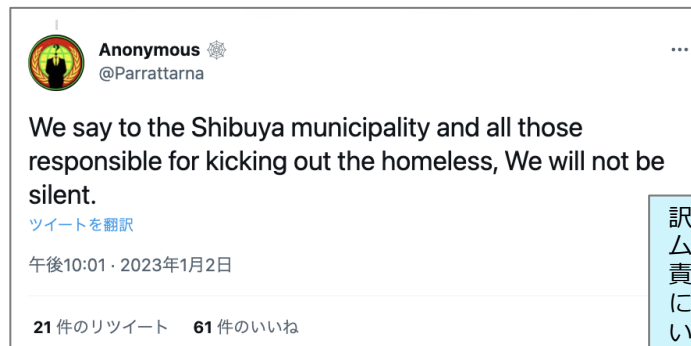 Anonymous 🕸
@Parrattarna
...
We say to the Shibuya municipality and all those
responsible for kicking out the homeless, We will not be
silent.
ツイートを翻訳
午後10:01 · 2023年1月2日
21 件のリツイート 61 件のいいね
訳
ム
責
に
い